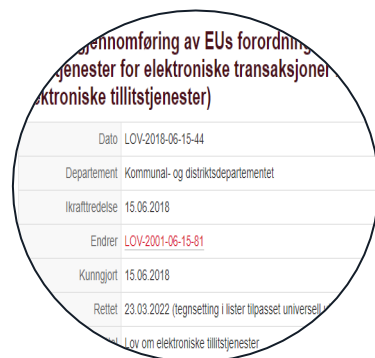 gjennomføring av EUs forordning
tjenester for elektroniske transaksjoner
ektroniske tillitstjenester)
Dato LOV-2018-06-15-44
Departement Kommunal- og distriktsdepartementet
Ikrafttredelse 15.06.2018
Endrer LOV-2001-06-15-81
Kunngjort 15.06.2018
Rettet 23.03.2022 (tegnsetting i lister tilpasset universell
Lov om elektroniske tillitstjenester